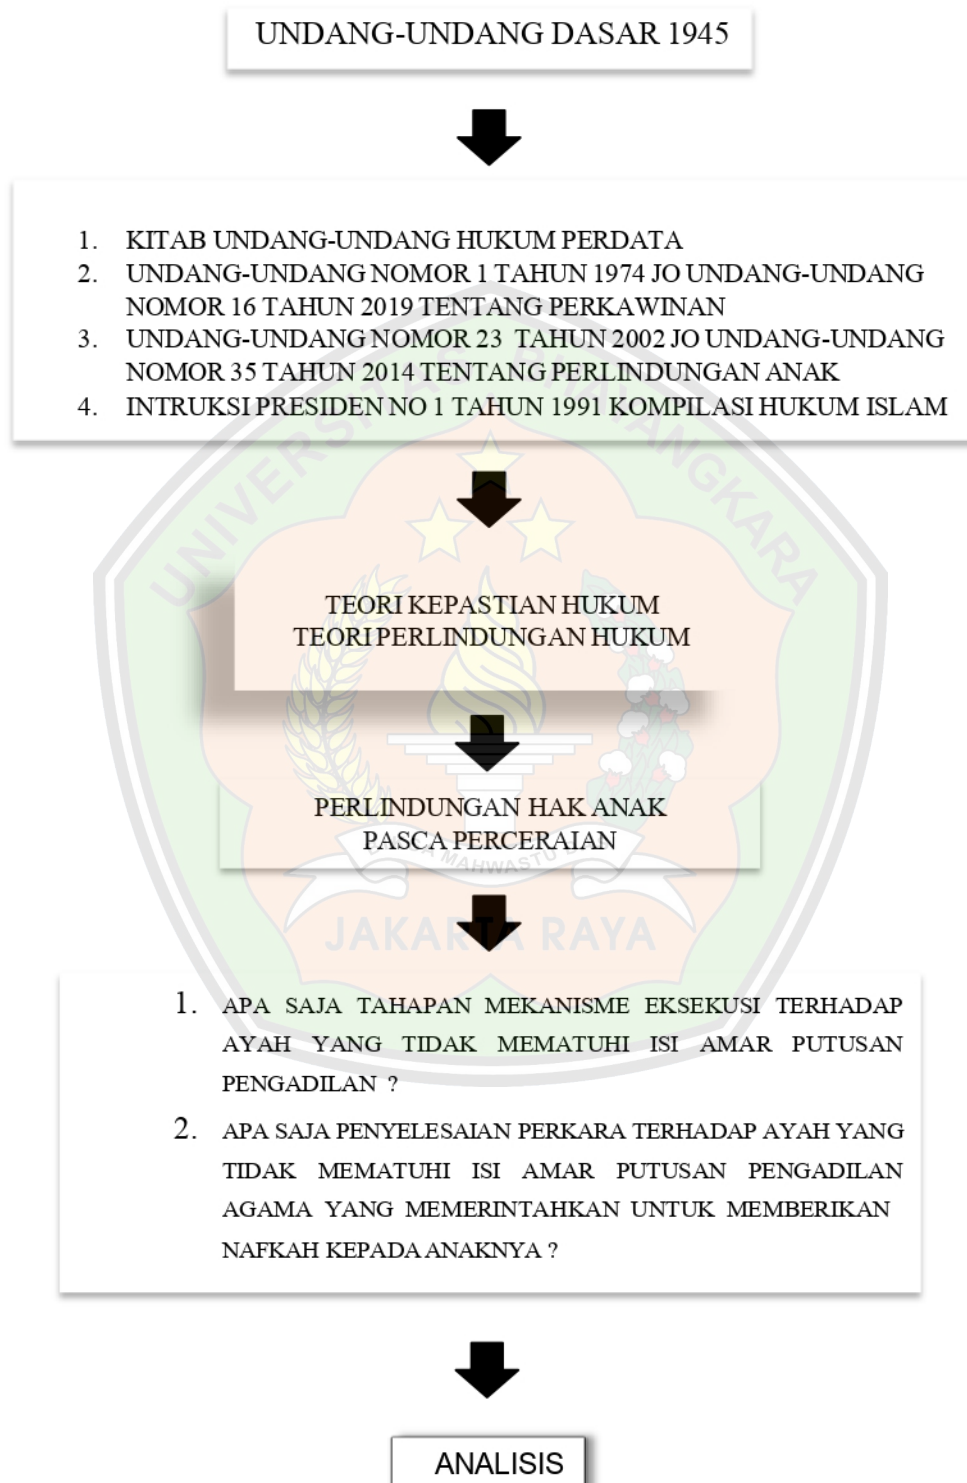 UNDANG-UNDANG DASAR 1945
1. KITAB UNDANG-UNDANG HUKUM PERDATA
2. UNDANG-UNDANG NOMOR 1 TAHUN 1974 JO UNDANG-UNDANG
NOMOR 16 TAHUN 2019 TENTANG PERKAWINAN
3. UNDANG-UNDANG NOMOR 23 TAHUN 2002 JO UNDANG-UNDANG
NOMOR 35 TAHUN 2014 TENTANG PERLINDUNGAN ANAK
4. INTRUKSI PRESIDEN NO 1 TAHUN 1991 KOMPILASI HUKUM ISLAM
UNIVERSITAS BHAYANGKARA
TEORI KEPASTIAN HUKUM
TEORI PERLINDUNGAN HUKUM
PERLINDUNGAN HAK ANAK
PASCA PERCERAIAN
MAHWASTU
JAKARTA RAYA
1. APA SAJA TAHAPAN MEKANISME EKSEKUSI TERHADAP
AYAH YANG TIDAK MEMATUHI ISI AMAR PUTUSAN
PENGADILAN ?
2. APA SAJA PENYELESAIAN PERKARA TERHADAP AYAH YANG
TIDAK MEMATUHI ISI AMAR PUTUSAN PENGADILAN
AGAMA YANG MEMERINTAHKAN UNTUK MEMBERIKAN
NAFKAH KEPADA ANAKNYA ?
ANALISIS